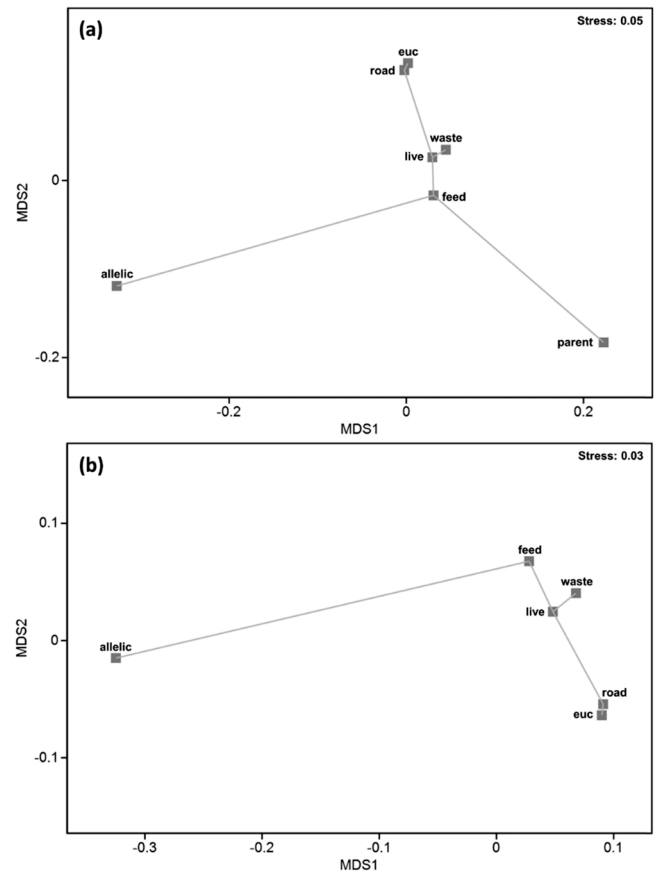 (a)
Stress: 0.05
euc
road
waste
live
feed
allelic
parent
0
-0.2
MDS2
-0.2
0
0.2
MDS1
(b)
Stress: 0.03
feed
waste
live
allelic
road
euc
0.1
0
-0.1
MDS2
-0.3
-0.2
-0.1
0
0.1
MDS1